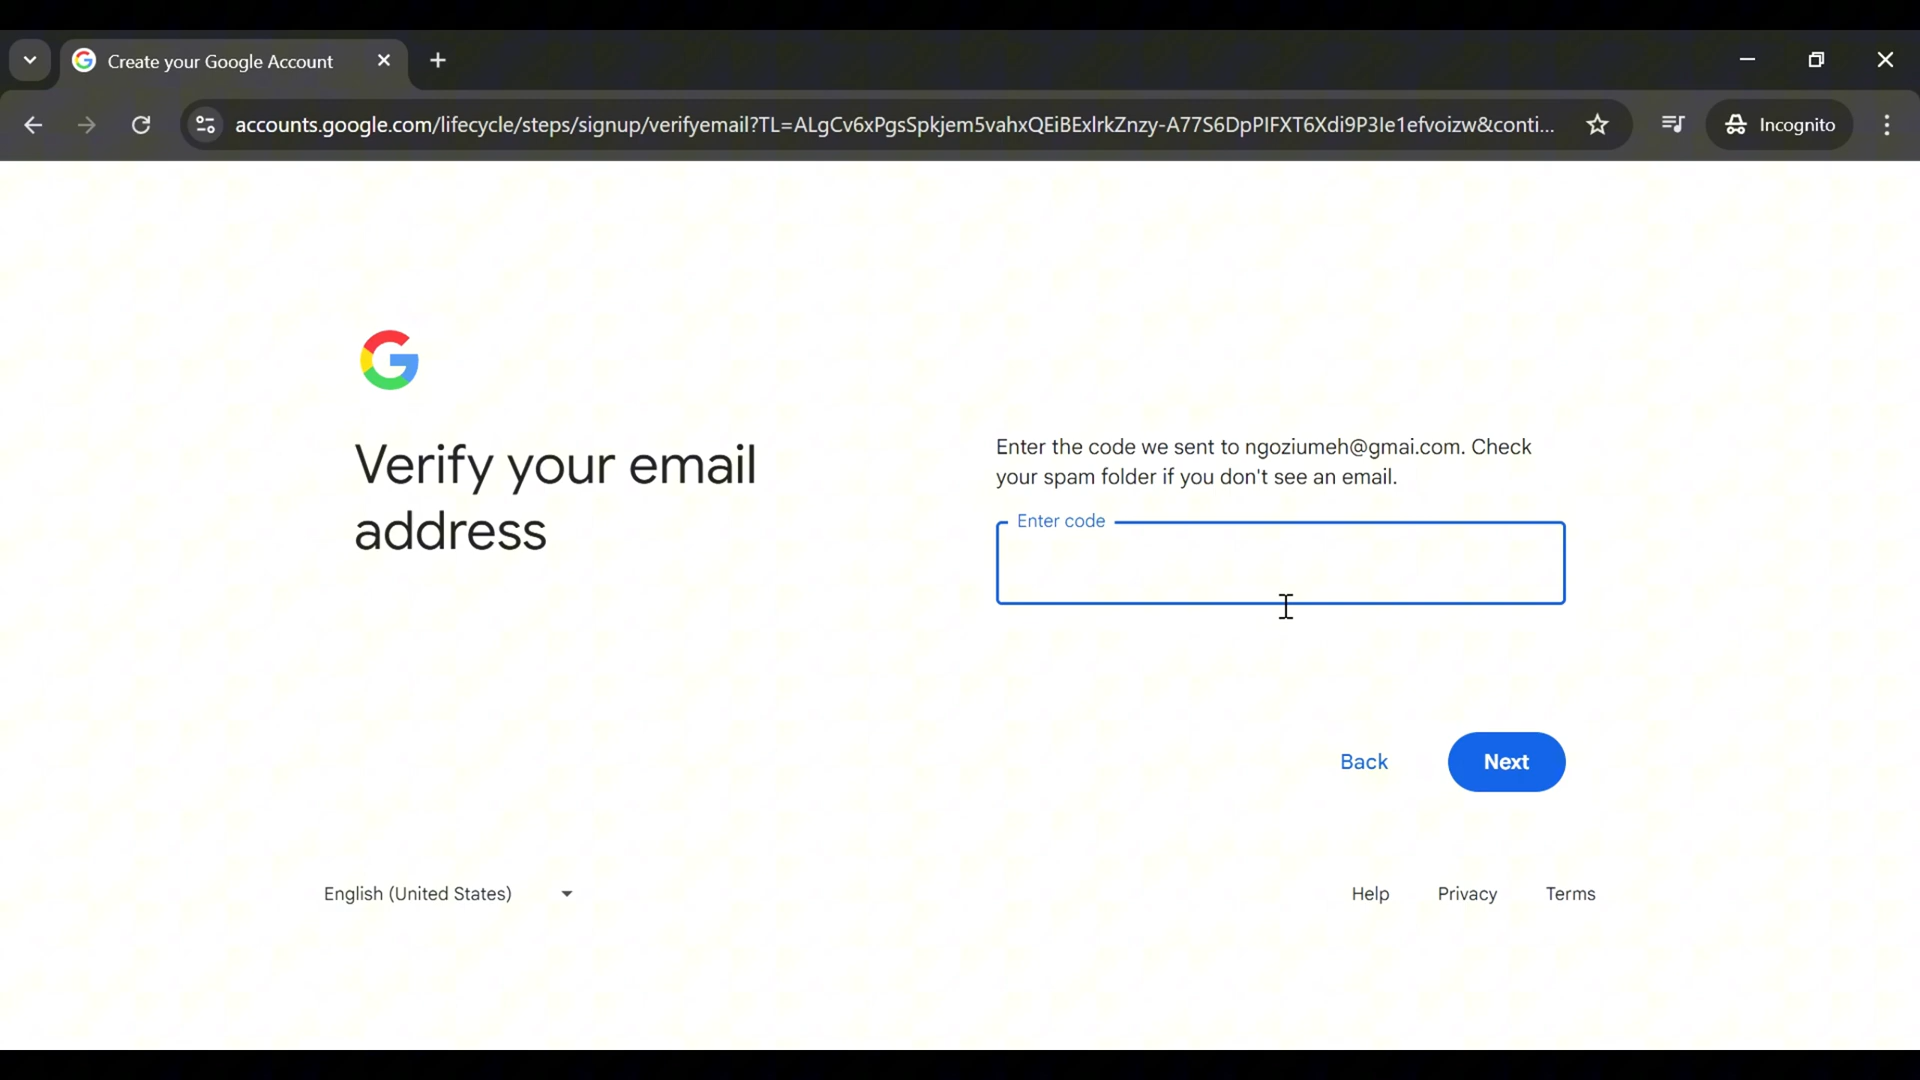 Create your Google Account
accounts.google.com/lifecycle/steps/signup/verifyemail?TL=ALgCv6xPgsSpkjem5vahxQEiBExlrkZnzy-A77S6DpPIFXT6Xdi9P3Ie1efvoizw&conti...
Incognito
Verify your email
address
Enter the code we sent to ngoziumeh@gmai.com. Check
your spam folder if you don't see an email.
Enter code
Back
Next
English (United States)
Help
Privacy
Terms